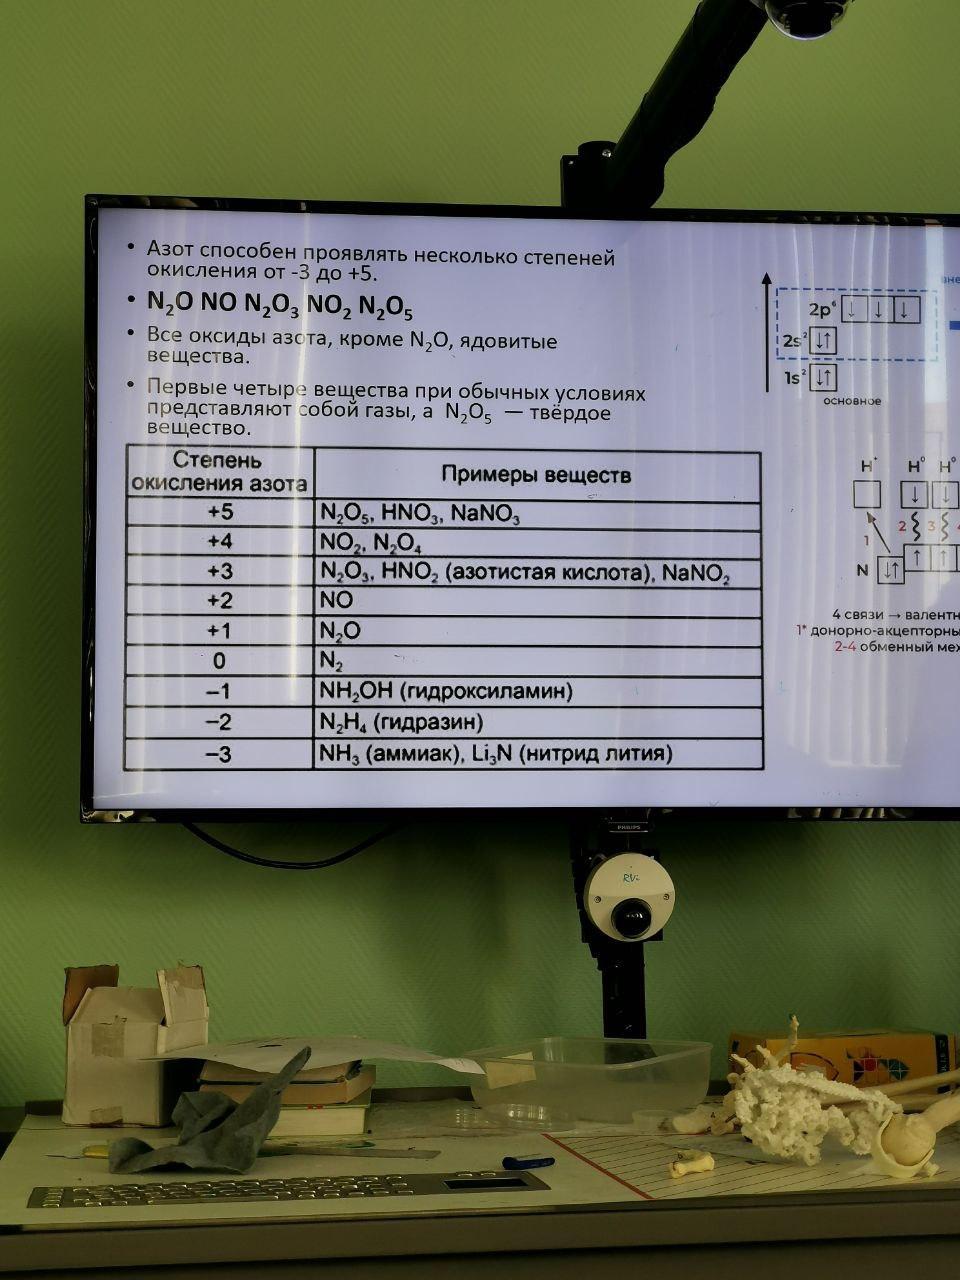 • Азот способен проявлять несколько степеней
окисления от -3 до +5.
• N₂O NO N₂O₃ NO₂ N₂O₅
• Все оксиды азота, кроме N₂O, ядовитые
вещества.
• Первые четыре вещества при обычных условиях
представляют собой газы, а N₂O₅ — твёрдое
вещество.
Степень окисления азота Примеры веществ
+5 N₂O₅, HNO₃, NaNO₃
+4 NO₂, N₂O₄
+3 N₂O₃, HNO₂ (азотистая кислота), NaNO₂
+2 NO
+1 N₂O
0 N₂
–1 NH₂OH (гидроксиламин)
–2 N₂H₄ (гидразин)
–3 NH₃ (аммиак), Li₃N (нитрид лития)
вне
2p⁶ ↓ ↓ ↓
2s² ↓↑
1s² ↓↑
основное
H⁺ H⁰ H⁰
↓ ↓
1 2 3 4
N ↓↑ ↑ ↑
4 связи → валентн
1* донорно-акцепторны
2-4 обменный мех
PHILIPS
RVi